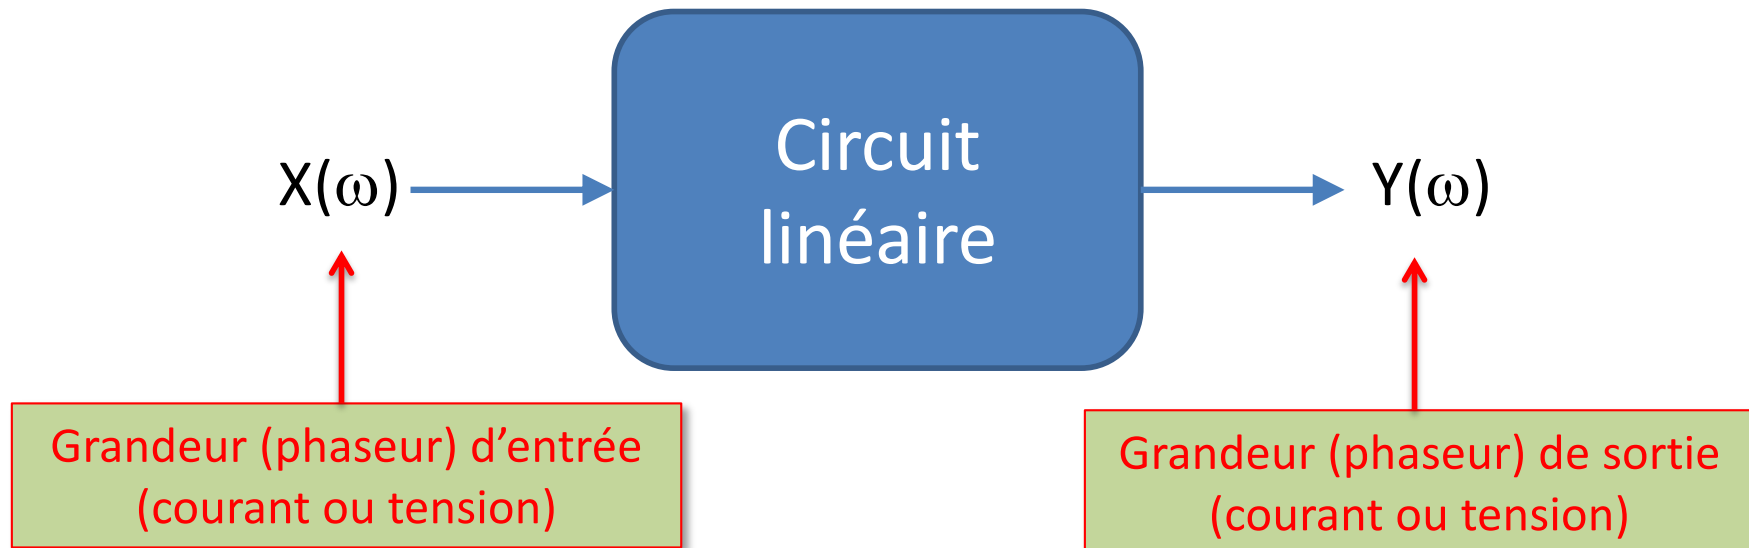 Circuit
linéaire
X(ω)
Y(ω)
Grandeur (phaseur) d’entrée
(courant ou tension)
Grandeur (phaseur) de sortie
(courant ou tension)